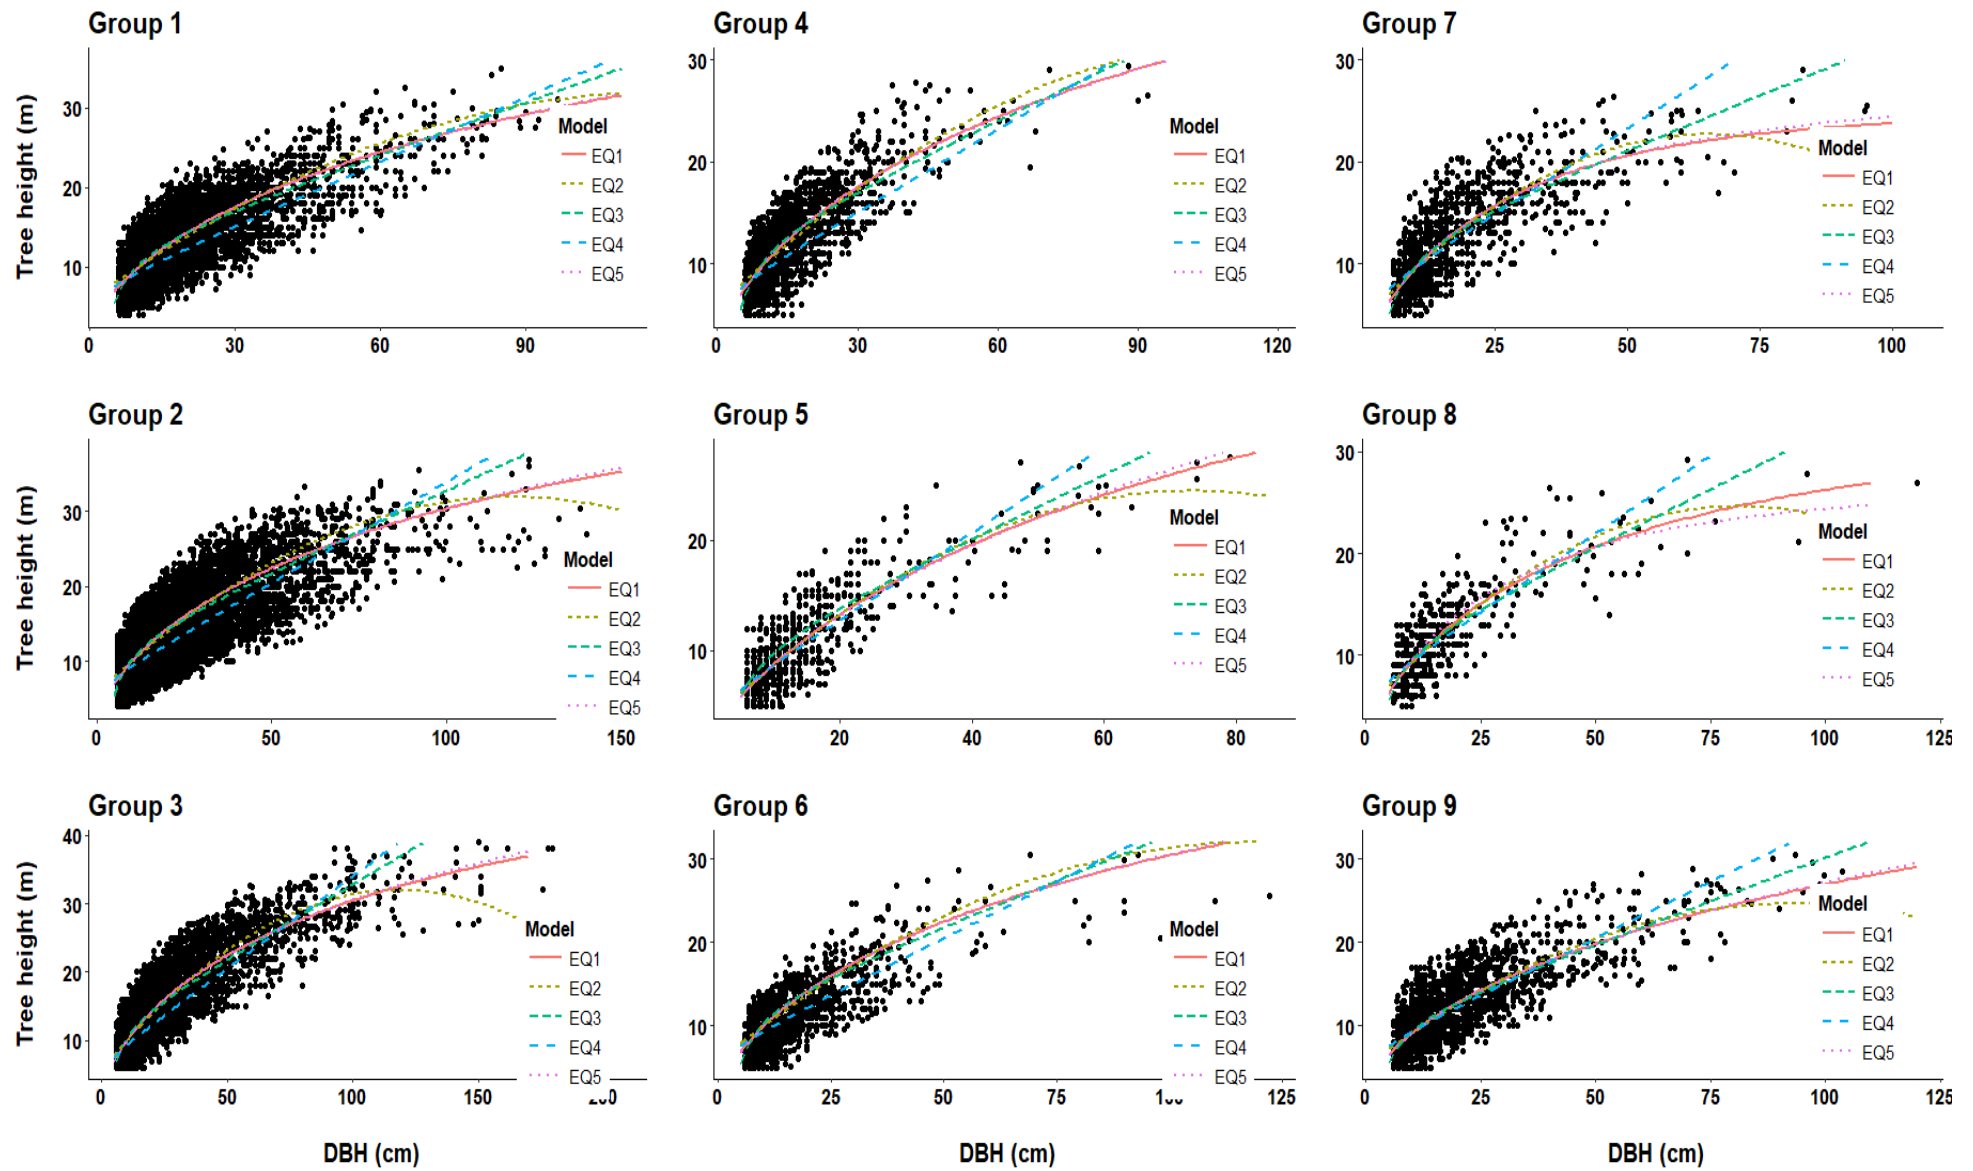 Group 1
Tree height (m)
30
20
10
0
30
60
90
Model
EQ1
EQ2
EQ3
EQ4
EQ5
Group 4
30
20
10
0
30
60
90
120
Model
EQ1
EQ2
EQ3
EQ4
EQ5
Group 7
30
20
10
25
50
75
100
Model
EQ1
EQ2
EQ3
EQ4
EQ5
Group 2
Tree height (m)
30
20
10
0
50
100
150
Model
EQ1
EQ2
EQ3
EQ4
EQ5
Group 5
20
10
20
40
60
80
Model
EQ1
EQ2
EQ3
EQ4
EQ5
Group 8
30
20
10
0
25
50
75
100
125
Model
EQ1
EQ2
EQ3
EQ4
EQ5
Group 3
Tree height (m)
40
30
20
10
0
50
100
150
DBH (cm)
Model
EQ1
EQ2
EQ3
EQ4
EQ5
Group 6
30
20
10
0
25
50
75
125
DBH (cm)
Model
EQ1
EQ2
EQ3
EQ4
EQ5
Group 9
30
20
10
0
25
50
75
100
125
DBH (cm)
Model
EQ1
EQ2
EQ3
EQ4
EQ5